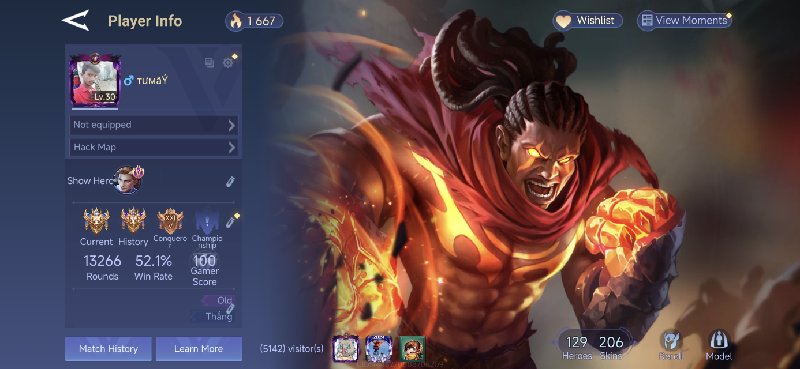 Player Info
1 667
Wishlist
View Moments
Lv.30
TưMáÝ
Not equipped
Hack Map
Show Hero
Current
History
Conqueror
Championship
13266
Rounds
52.1%
Win Rate
100
Gamer
Score
Old
Thắng
Match History
Learn More
(5142) visitor(s)
129
Heroes
206
Skins
Model